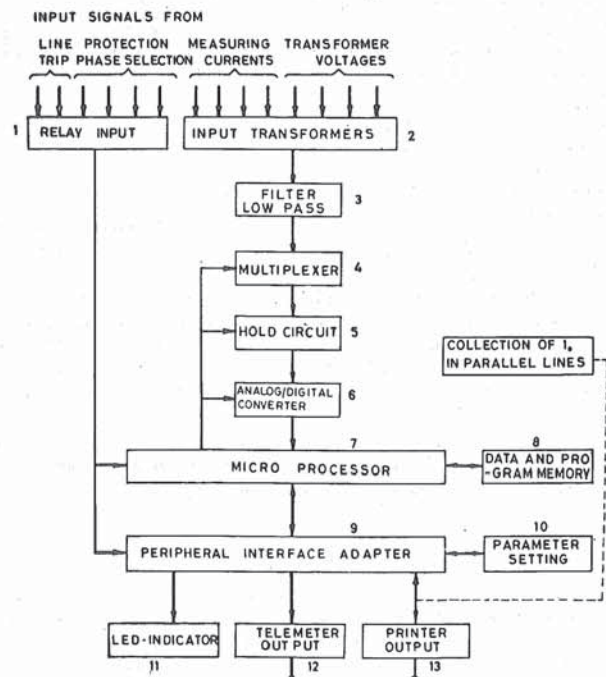 INPUT SIGNALS FROM
LINE PROTECTION MEASURING TRANSFORMER
TRIP PHASE SELECTION CURRENTS VOLTAGES
1 RELAY INPUT
INPUT TRANSFORMERS 2
FILTER
LOW PASS
3
MULTIPLEXER
4
HOLD CIRCUIT
5
COLLECTION OF 1,
IN PARALLEL LINES
ANALOG/DIGITAL
CONVERTER
6
7
MICRO PROCESSOR
8
DATA AND PRO
-GRAM MEMORY
9
PERIPHERAL INTERFACE ADAPTER
10
PARAMETER
SETTING
LED-INDICATOR
11
TELEMETER
OUTPUT
12
PRINTER
OUTPUT
13